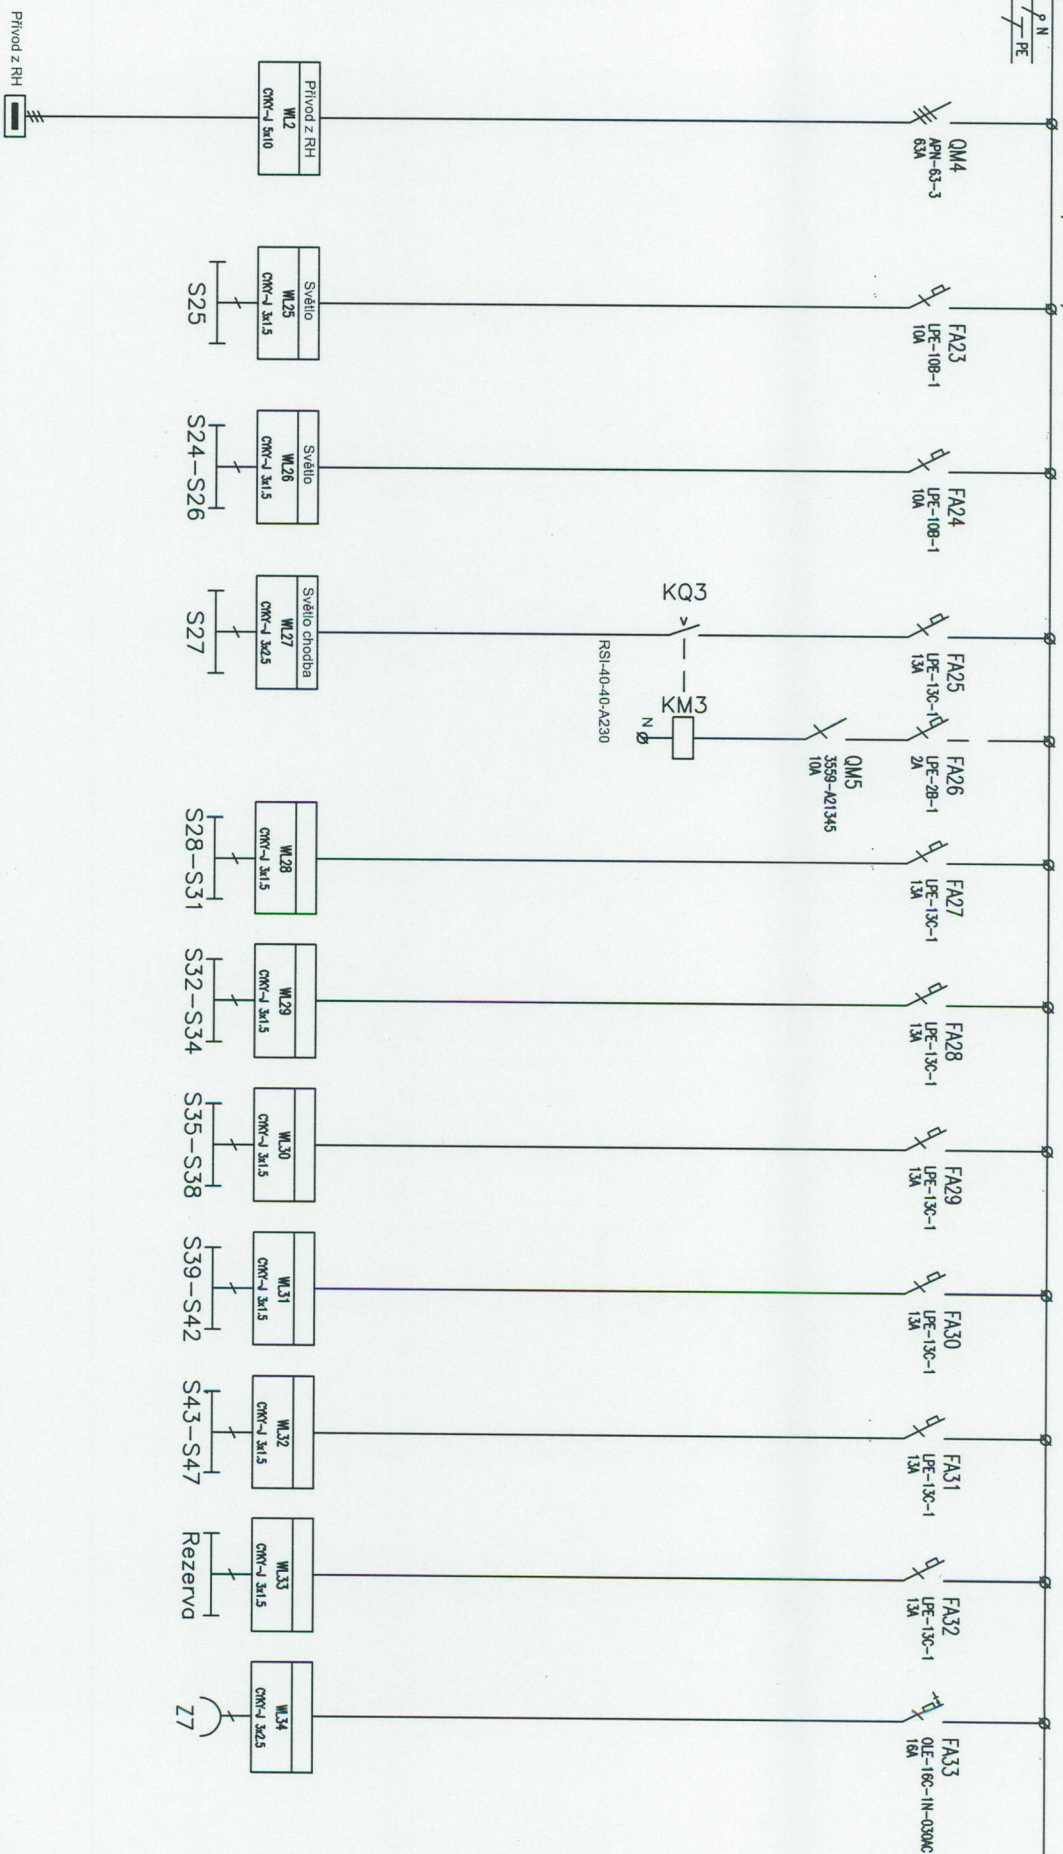 N
PE
QM4
APN-63-3
63A
Přívod z RH
WL2
CYKY-J 5x10
Přívod z RH
FA23
LPE-10B-1
10A
Světlo
WL25
CYKY-J 3x1.5
S25
FA24
LPE-10B-1
10A
Světlo
WL26
CYKY-J 3x1.5
S24-S26
FA25
LPE-13C-1
13A
KQ3
Světlo chodba
WL27
CYKY-J 3x2.5
S27
FA26
LPE-2B-1
2A
QM5
3559-A21345
10A
KM3
N
RSI-40-40-A230
FA27
LPE-13C-1
13A
WL28
CYKY-J 3x1.5
S28-S31
FA28
LPE-13C-1
13A
WL29
CYKY-J 3x1.5
S32-S34
FA29
LPE-13C-1
13A
WL30
CYKY-J 3x1.5
S35-S38
FA30
LPE-13C-1
13A
WL31
CYKY-J 3x1.5
S39-S42
FA31
LPE-13C-1
13A
WL32
CYKY-J 3x1.5
S43-S47
FA32
LPE-13C-1
13A
WL33
CYKY-J 3x1.5
Rezerva
FA33
OLE-16C-1N-030AC
16A
WL34
CYKY-J 3x2.5
Z7